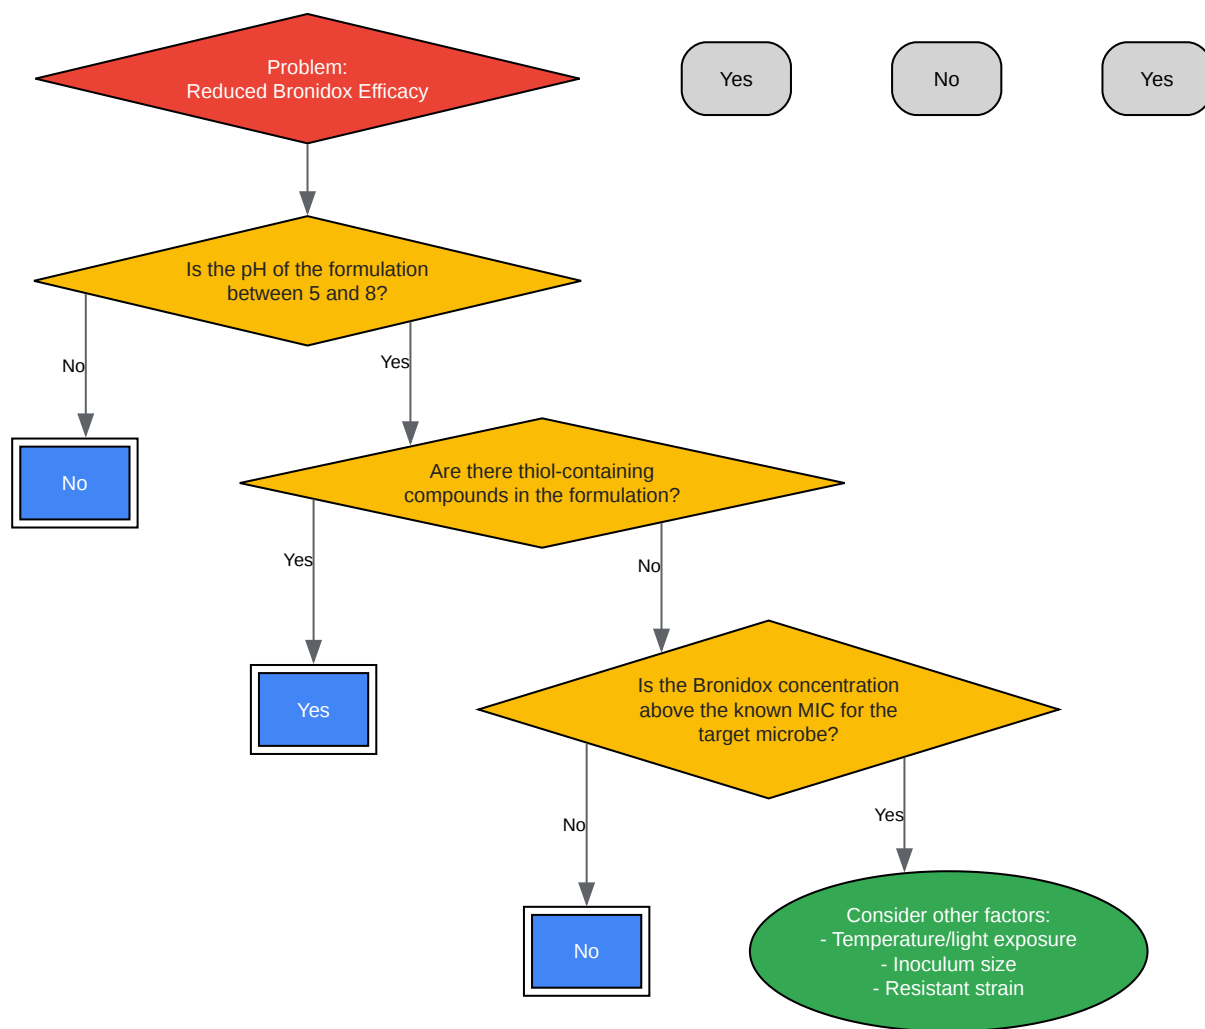 Problem:
Reduced Bronidox Efficacy
Yes
No
Yes
Is the pH of the formulation
between 5 and 8?
No
Yes
No
Are there thiol-containing
compounds in the formulation?
Yes
No
Yes
Is the Bronidox concentration
above the known MIC for the
target microbe?
No
Yes
No
Consider other factors:
- Temperature/light exposure
- Inoculum size
- Resistant strain